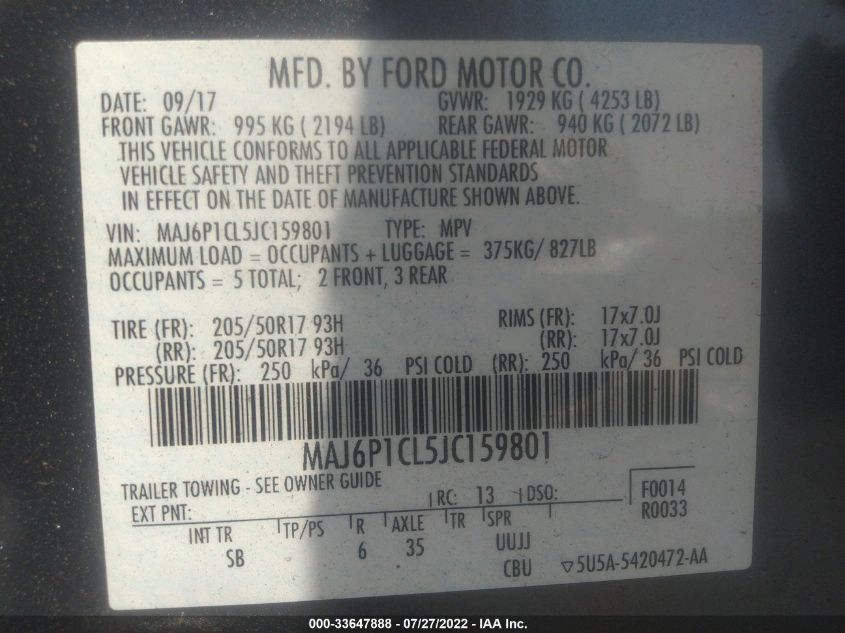 MFD. BY FORD MOTOR CO.
DATE: 09/17 GVWR: 1929 KG ( 4253 LB)
FRONT GAWR: 995 KG ( 2194 LB) REAR GAWR: 940 KG ( 2072 LB)
THIS VEHICLE CONFORMS TO ALL APPLICABLE FEDERAL MOTOR
VEHICLE SAFETY AND THEFT PREVENTION STANDARDS
IN EFFECT ON THE DATE OF MANUFACTURE SHOWN ABOVE.
VIN: MAJ6P1CL5JC159801 TYPE: MPV
MAXIMUM LOAD = OCCUPANTS + LUGGAGE = 375KG/ 827LB
OCCUPANTS = 5 TOTAL; 2 FRONT, 3 REAR
TIRE (FR): 205/50R17 93H RIMS (FR): 17x7.0J
(RR): 205/50R17 93H (RR): 17x7.0J
PRESSURE (FR): 250 kPa/ 36 PSI COLD (RR): 250 kPa/ 36 PSI COLD
MAJ6P1CL5JC159801
TRAILER TOWING - SEE OWNER GUIDE
EXT PNT: RC: 13 DSO: F0014
R0033
INT TR TP/PS R AXLE TR SPR
SB 6 35 UUJJ
CBU ▽5U5A-5420472-AA
000-33647888 / 07/27/2022 - IAA Inc.